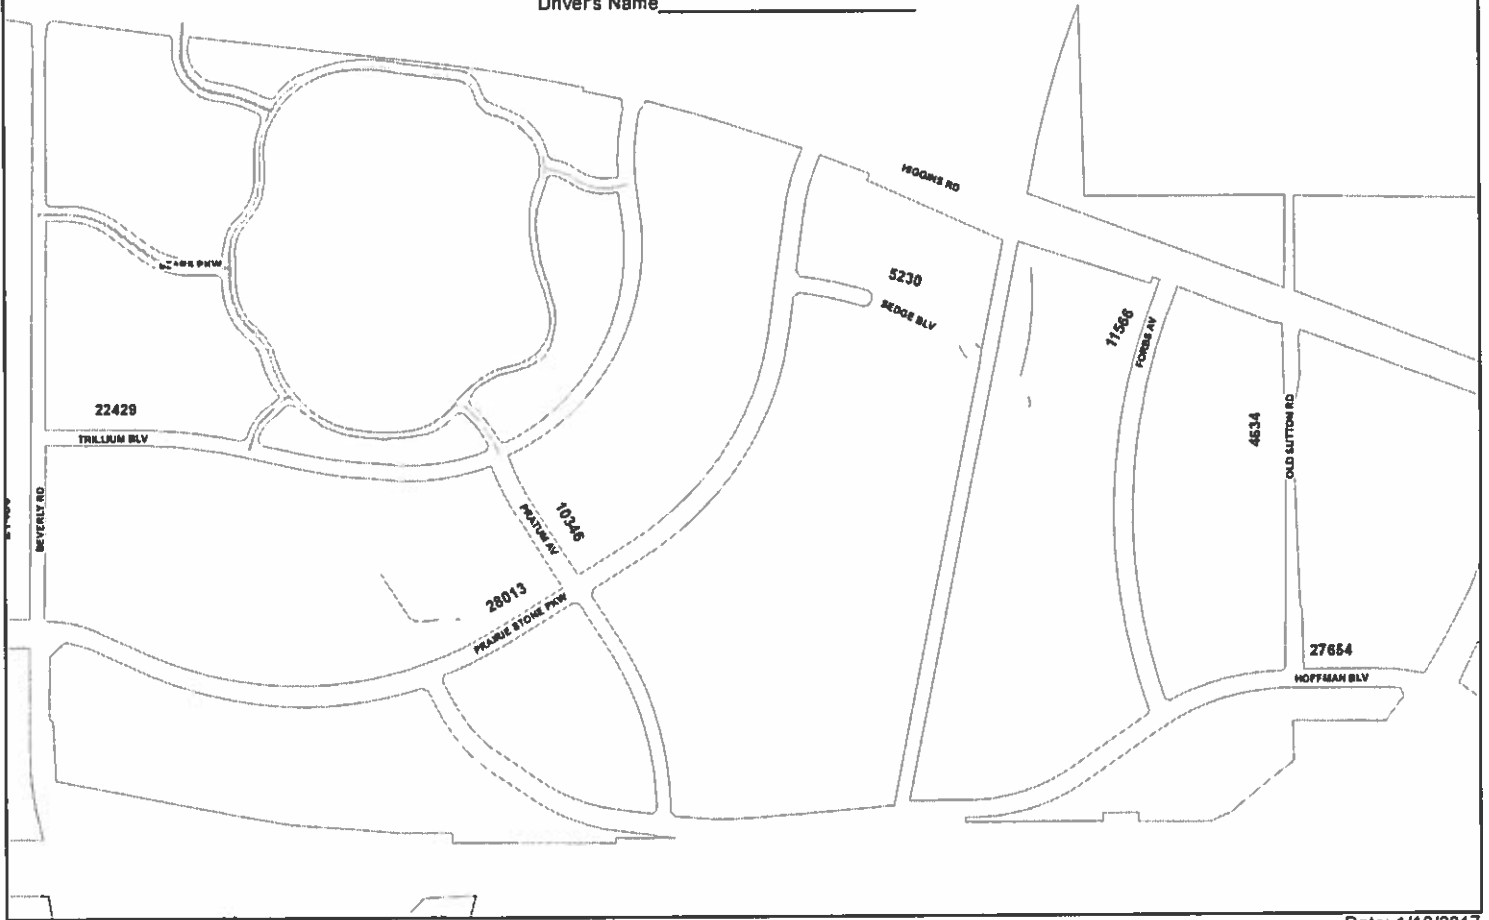 Driver's Name
HIGGINS RD
5230
SEDGE BLV
11566
FORBS AV
PKW
22429
TRILLIUM BLV
4634
OLD SUTTON RD
BEVERLY RD
10346
PRATUM AV
28013
PRAIRIE STONE PKW
27654
HOFFMAN BLV